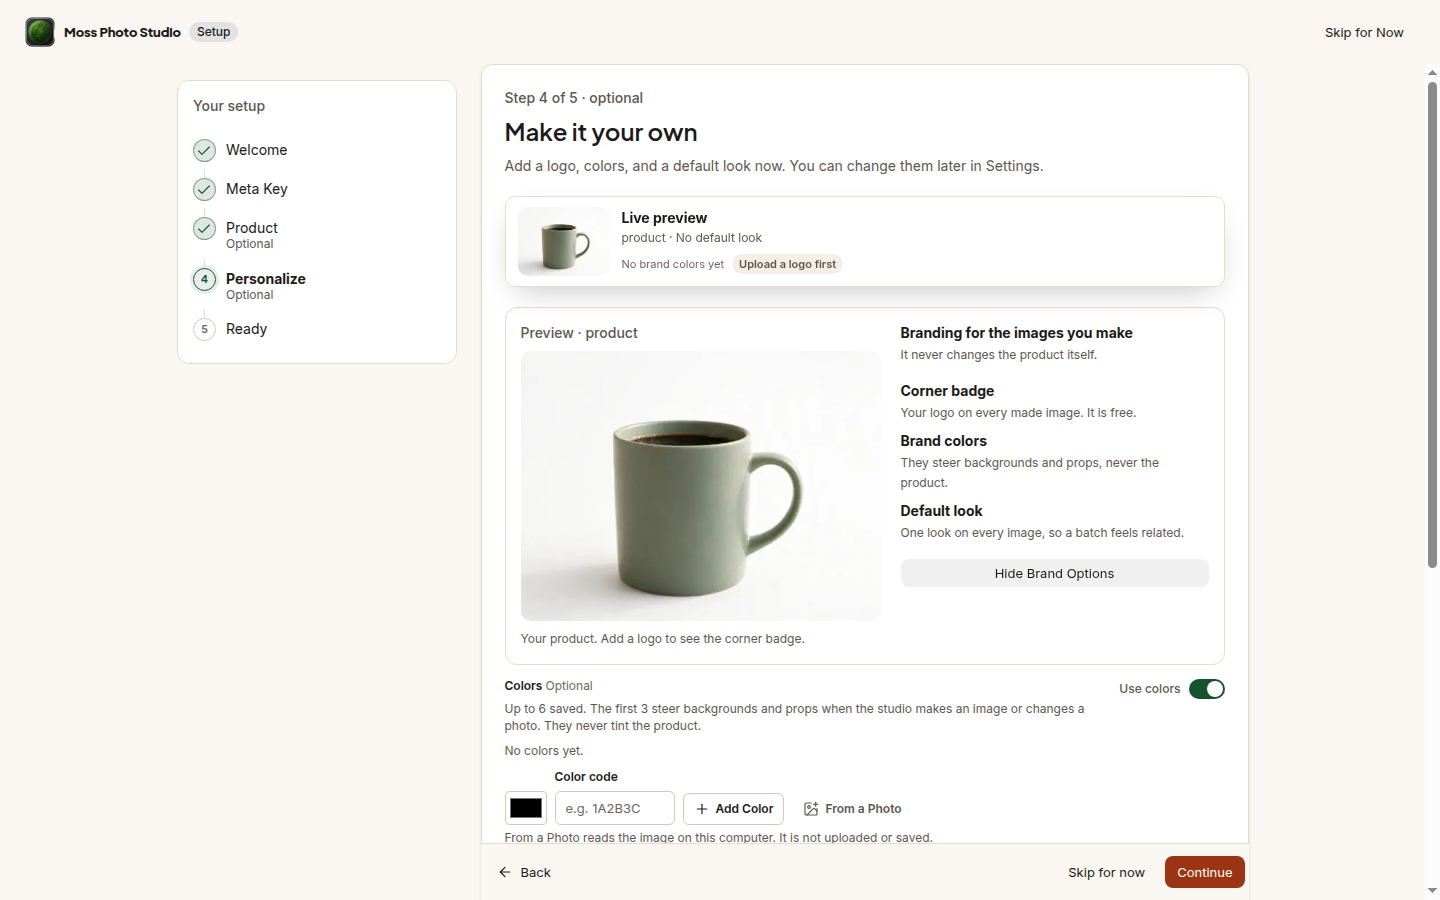 Moss Photo Studio
Setup
Skip for Now
Your setup
Welcome
Meta Key
Product
Optional
4
Personalize
Optional
5
Ready
Step 4 of 5 · optional
Make it your own
Add a logo, colors, and a default look now. You can change them later in Settings.
Live preview
product · No default look
No brand colors yet
Upload a logo first
Preview · product
Your product. Add a logo to see the corner badge.
Branding for the images you make
It never changes the product itself.
Corner badge
Your logo on every made image. It is free.
Brand colors
They steer backgrounds and props, never the
product.
Default look
One look on every image, so a batch feels related.
Hide Brand Options
Colors Optional
Use colors
Up to 6 saved. The first 3 steer backgrounds and props when the studio makes an image or changes a
photo. They never tint the product.
No colors yet.
Color code
e.g. 1A2B3C
Add Color
From a Photo
From a Photo reads the image on this computer. It is not uploaded or saved.
Back
Skip for now
Continue